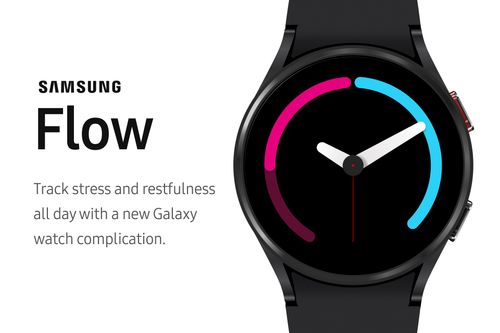 SAMSUNG
Flow
Track stress and restfulness
all day with a new Galaxy
watch complication.